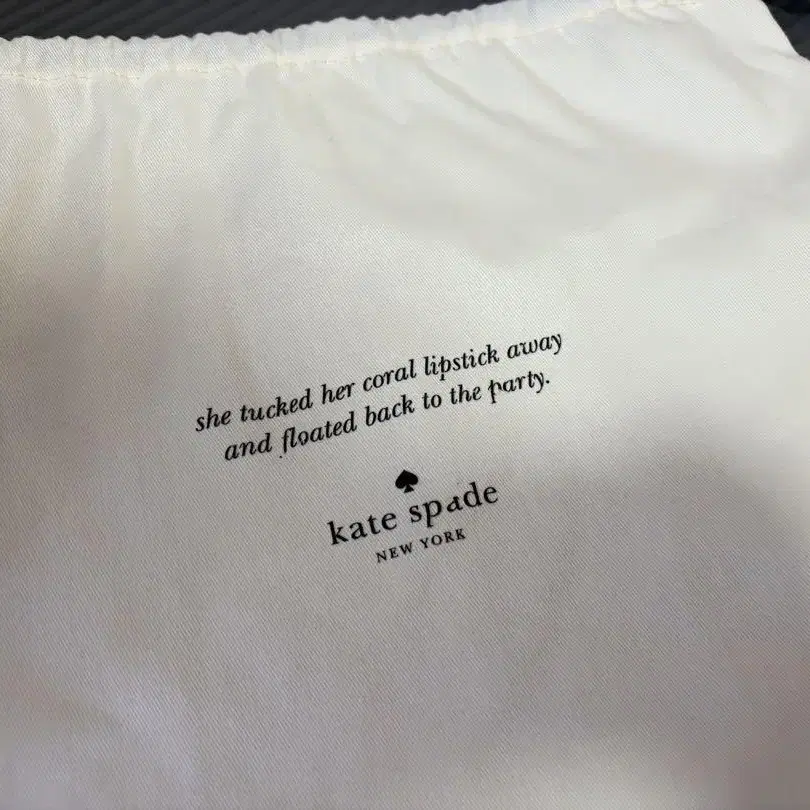 she tucked her coral lipstick away
and floated back to the party.
kate spade
NEW YORK